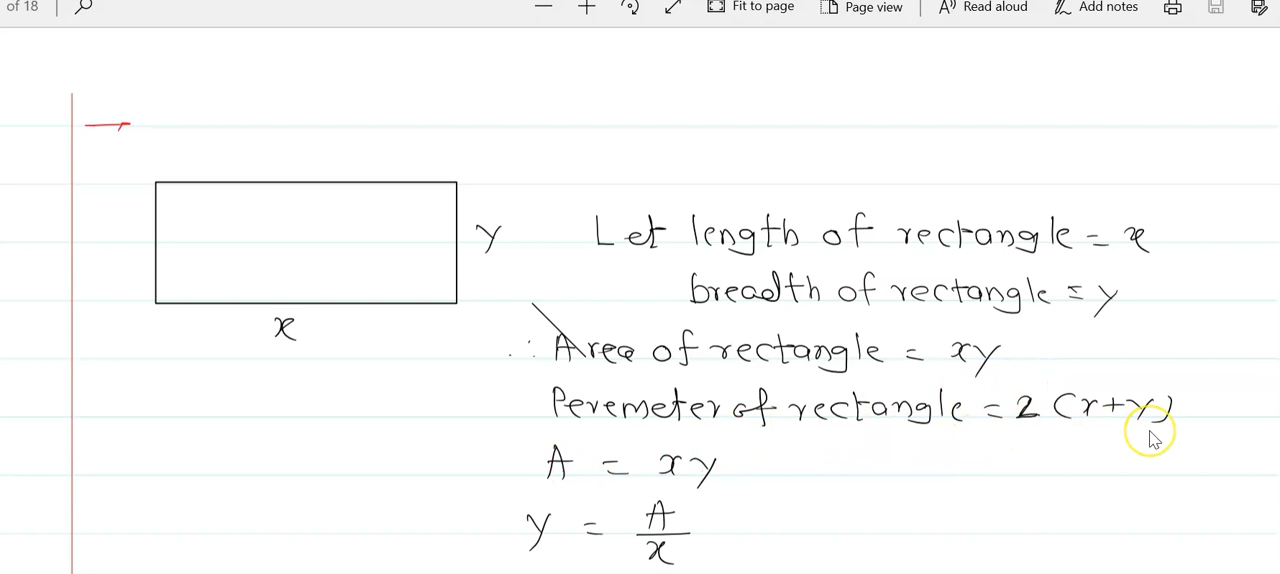 of 18 Fit to page Page view A Read aloud Add notes
y
x
Let length of rectangle = x
breadth of rectangle = y
∴ Area of rectangle = xy
Peremeter of rectangle = 2 (x+y)
A = xy
y = A/x